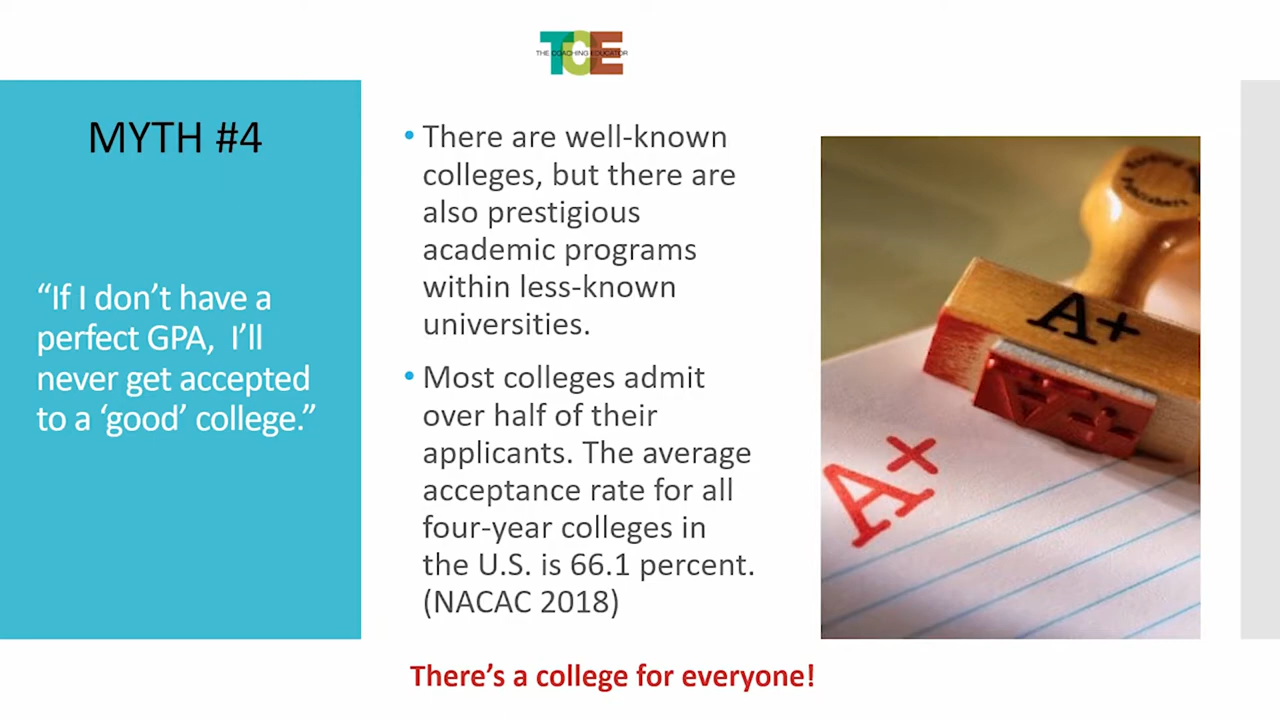 TCE
THE COACHING EDUCATOR
MYTH #4
“If I don’t have a
perfect GPA, I’ll
never get accepted
to a ‘good’ college.”
• There are well-known
colleges, but there are
also prestigious
academic programs
within less-known
universities.
• Most colleges admit
over half of their
applicants. The average
acceptance rate for all
four-year colleges in
the U.S. is 66.1 percent.
(NACAC 2018)
A+
A+
There’s a college for everyone!